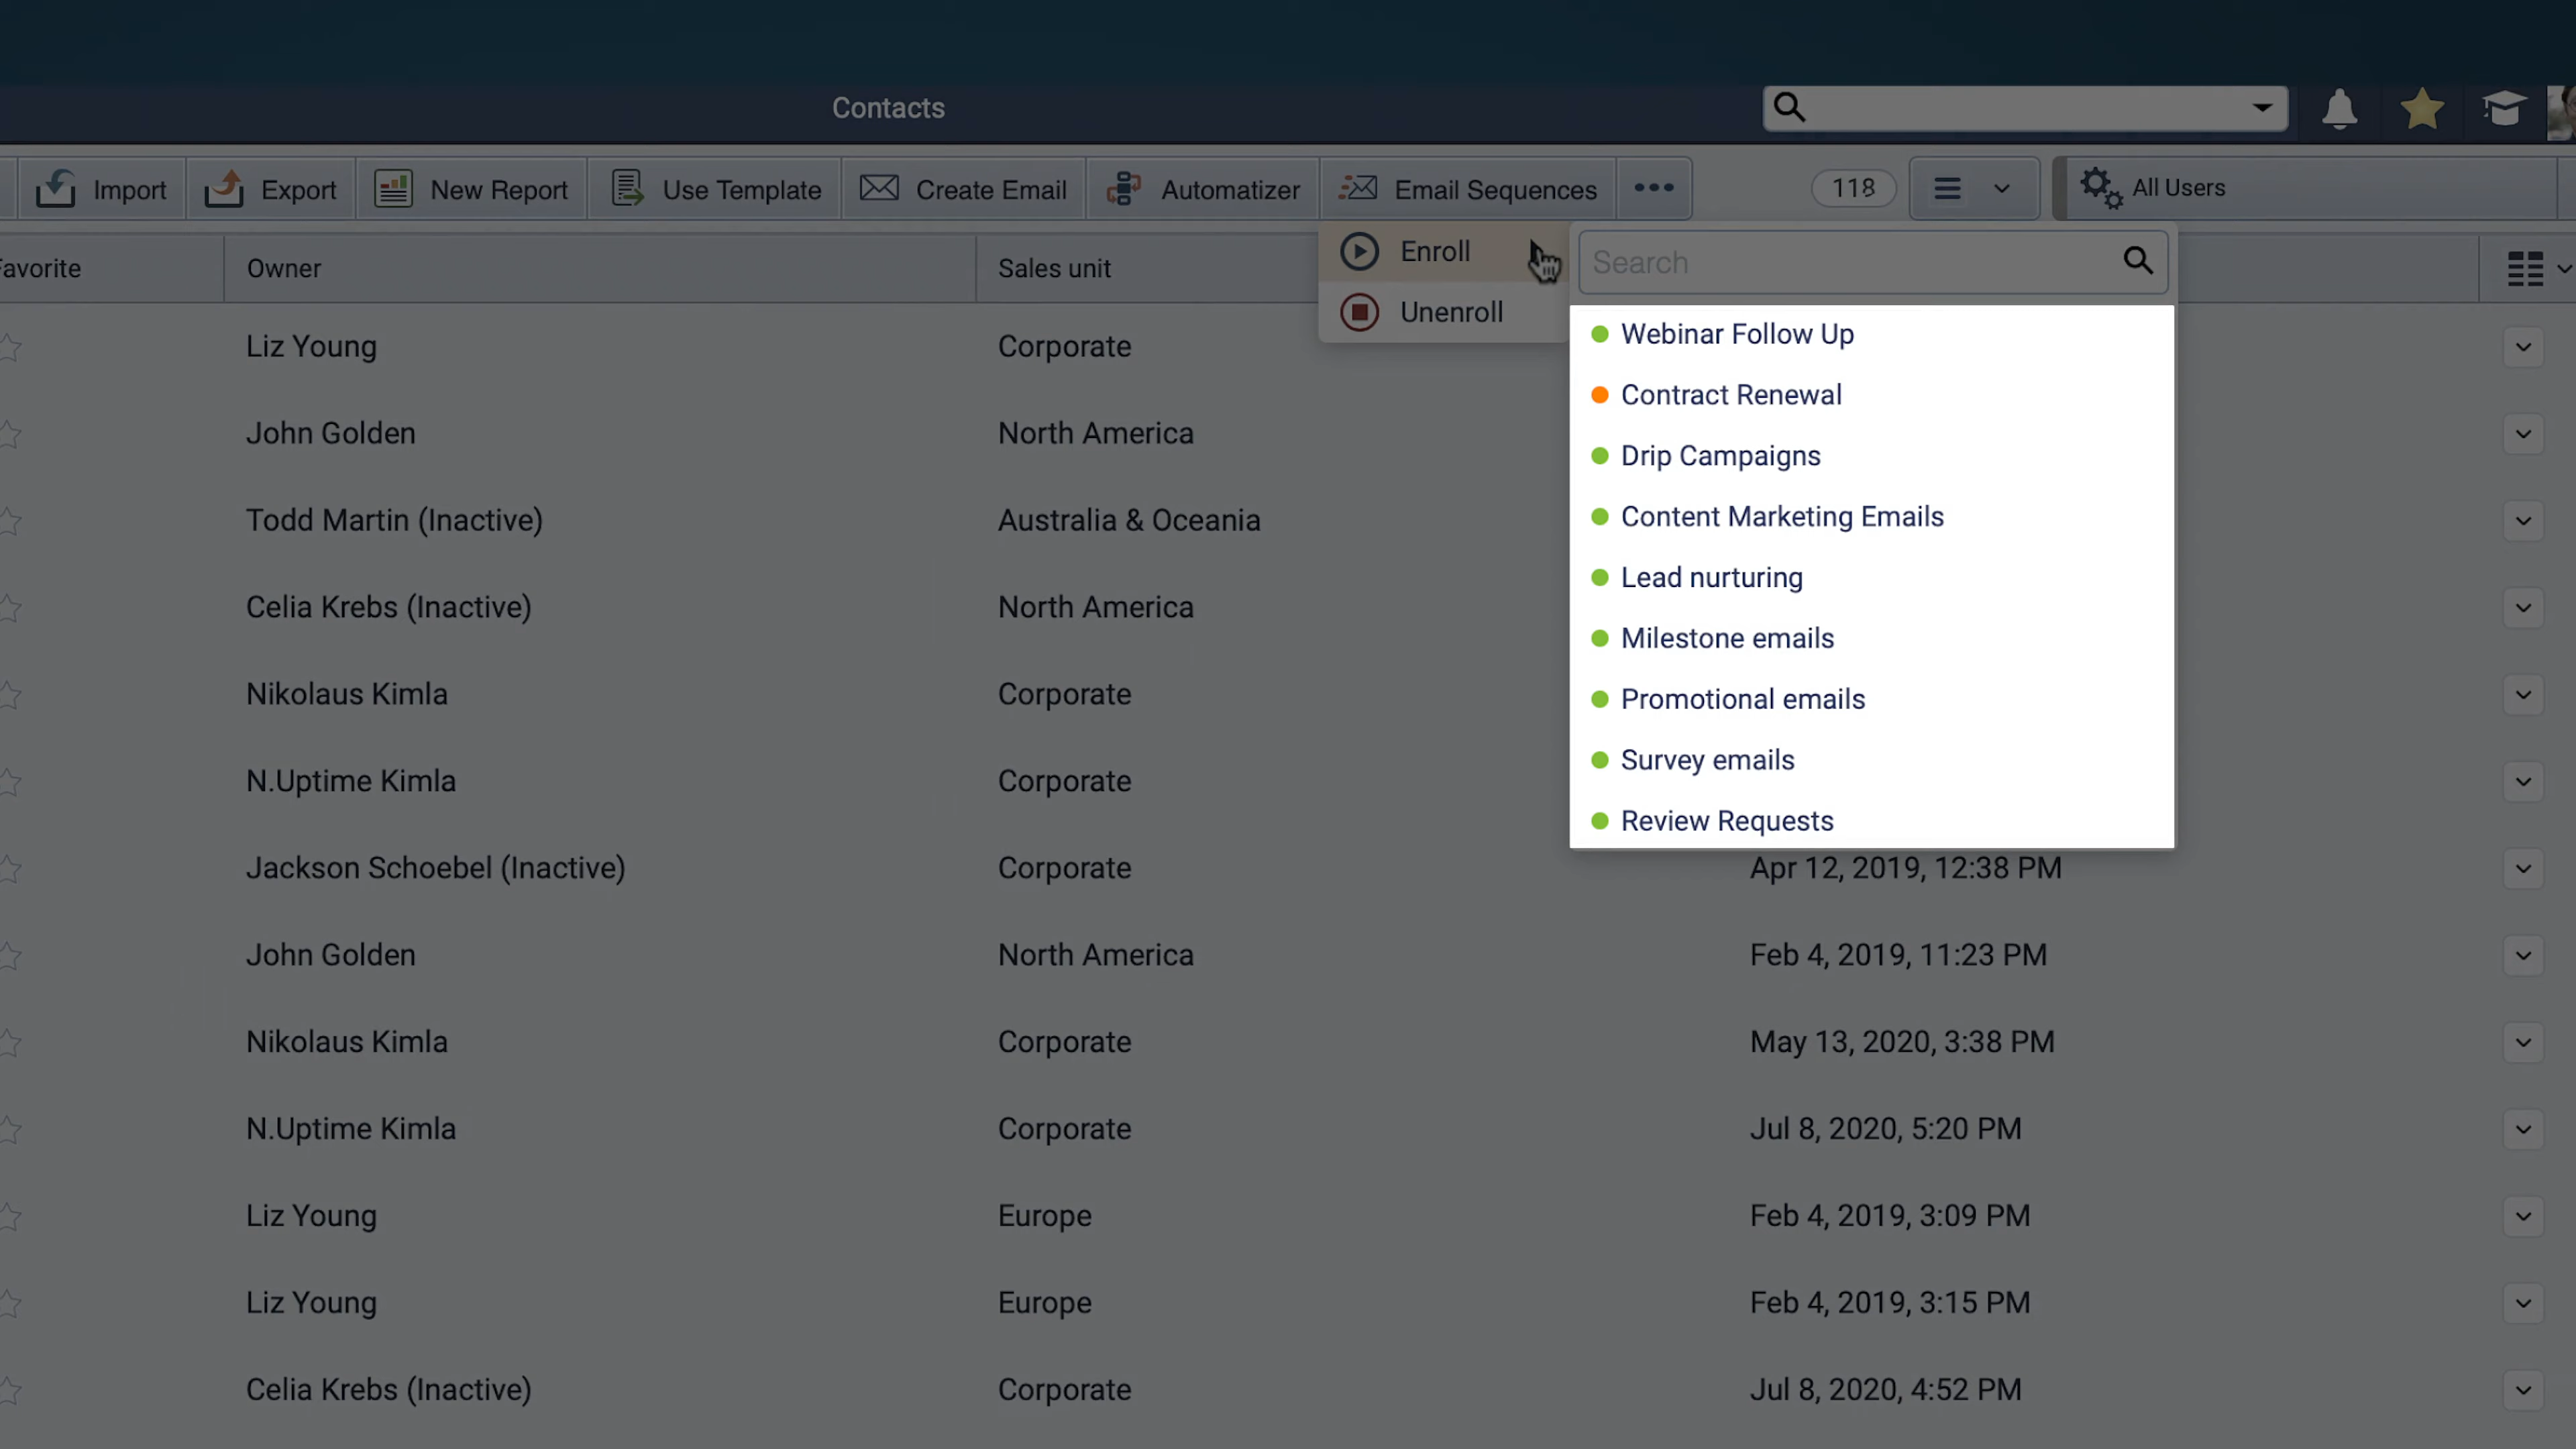 Contacts
Import Export New Report Use Template Create Email Automatizer Email Sequences 118 All Users
avorite Owner Sales unit
Enroll Search
Unenroll
Webinar Follow Up
Contract Renewal
Drip Campaigns
Content Marketing Emails
Lead nurturing
Milestone emails
Promotional emails
Survey emails
Review Requests
Liz Young Corporate
John Golden North America
Todd Martin (Inactive) Australia & Oceania
Celia Krebs (Inactive) North America
Nikolaus Kimla Corporate
N.Uptime Kimla Corporate
Jackson Schoebel (Inactive) Corporate Apr 12, 2019, 12:38 PM
John Golden North America Feb 4, 2019, 11:23 PM
Nikolaus Kimla Corporate May 13, 2020, 3:38 PM
N.Uptime Kimla Corporate Jul 8, 2020, 5:20 PM
Liz Young Europe Feb 4, 2019, 3:09 PM
Liz Young Europe Feb 4, 2019, 3:15 PM
Celia Krebs (Inactive) Corporate Jul 8, 2020, 4:52 PM